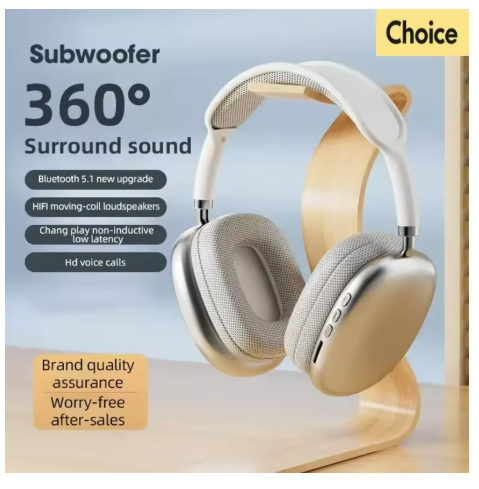 Choice
Subwoofer
360°
Surround sound
Bluetooth 5.1 new upgrade
HIFI moving-coil loudspeakers
Chang play non-inductive
low latency
Hd voice calls
Brand quality
assurance
Worry-free
after-sales